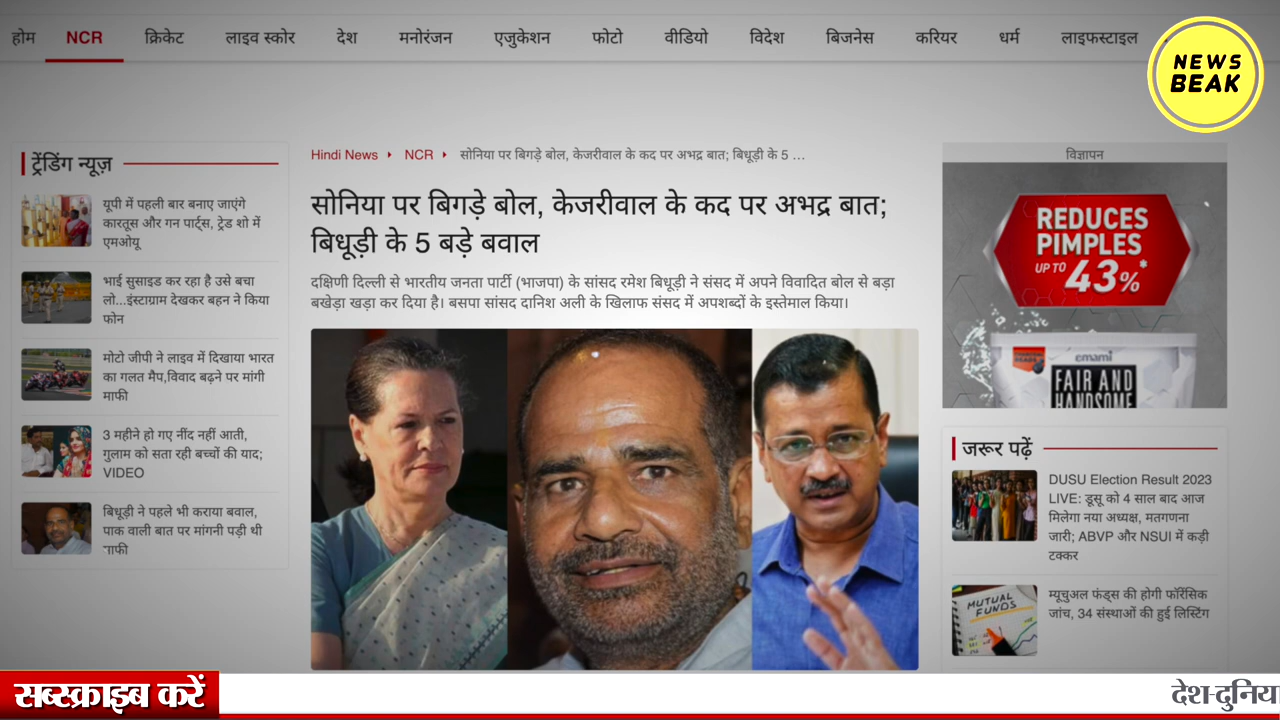 होम NCR क्रिकेट लाइव स्कोर देश मनोरंजन एजुकेशन फोटो वीडियो विदेश बिजनेस करियर धर्म लाइफस्टाइल
NEWS
BEAK
ट्रेंडिंग न्यूज़
यूपी में पहली बार बनाए जाएंगे
कारतूस और गन पार्ट्स, ट्रेड शो में
एमओयू
भाई सुसाइड कर रहा है उसे बचा
लो...इंस्टाग्राम देखकर बहन ने किया
फोन
मोटो जीपी ने लाइव में दिखाया भारत
का गलत मैप,विवाद बढ़ने पर मांगी
माफी
3 महीने हो गए नींद नहीं आती,
गुलाम को सता रही बच्चों की याद;
VIDEO
बिधूड़ी ने पहले भी कराया बवाल,
पाक वाली बात पर मांगनी पड़ी थी
माफी
Hindi News NCR सोनिया पर बिगड़े बोल, केजरीवाल के कद पर अभद्र बात; बिधूड़ी के 5 ...
सोनिया पर बिगड़े बोल, केजरीवाल के कद पर अभद्र बात;
बिधूड़ी के 5 बड़े बवाल
दक्षिणी दिल्ली से भारतीय जनता पार्टी (भाजपा) के सांसद रमेश बिधूड़ी ने संसद में अपने विवादित बोल से बड़ा
बखेड़ा खड़ा कर दिया है। बसपा सांसद दानिश अली के खिलाफ संसद में अपशब्दों के इस्तेमाल किया।
विज्ञापन
REDUCES
PIMPLES
UP TO 43%*
emami
FAIR AND
HANDSOME
जरूर पढ़ें
DUSU Election Result 2023
LIVE: डूसू को 4 साल बाद आज
मिलेगा नया अध्यक्ष, मतगणना
जारी; ABVP और NSUI में कड़ी
टक्कर
MUTUAL
FUNDS
म्यूचुअल फंड्स की होगी फॉरेंसिक
जांच, 34 संस्थाओं की हुई लिस्टिंग
सब्स्क्राइब करें
देश-दुनिय